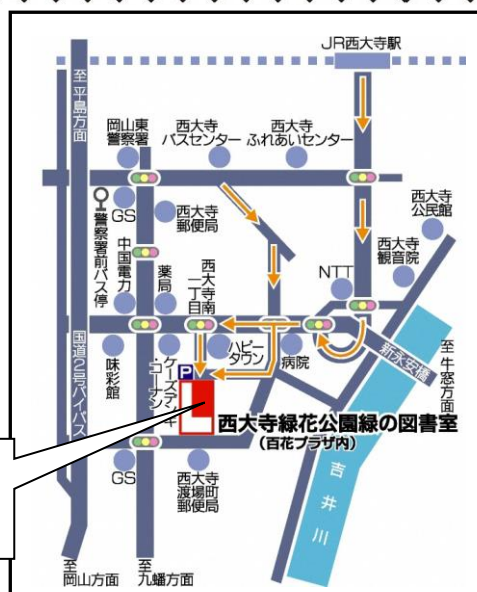 JR西大寺駅
至平島方面
岡山東
警察署
西大寺
バスセンター
西大寺
ふれあいセンター
GS
警察署前バス停
西大寺
郵便局
西大寺
公民館
西大寺
観音院
中国電力
薬局
西大寺
一丁目南
NTT
国道2号バイパス
味彩館
ケーズデンキ
・コーナン
ハピー
タウン
病院
新永安橋
至牛窓方面
P
西大寺緑花公園緑の図書室
(百花プラザ内)
GS
西大寺
渡場町
郵便局
吉井川
至
岡山方面
至
九蟠方面